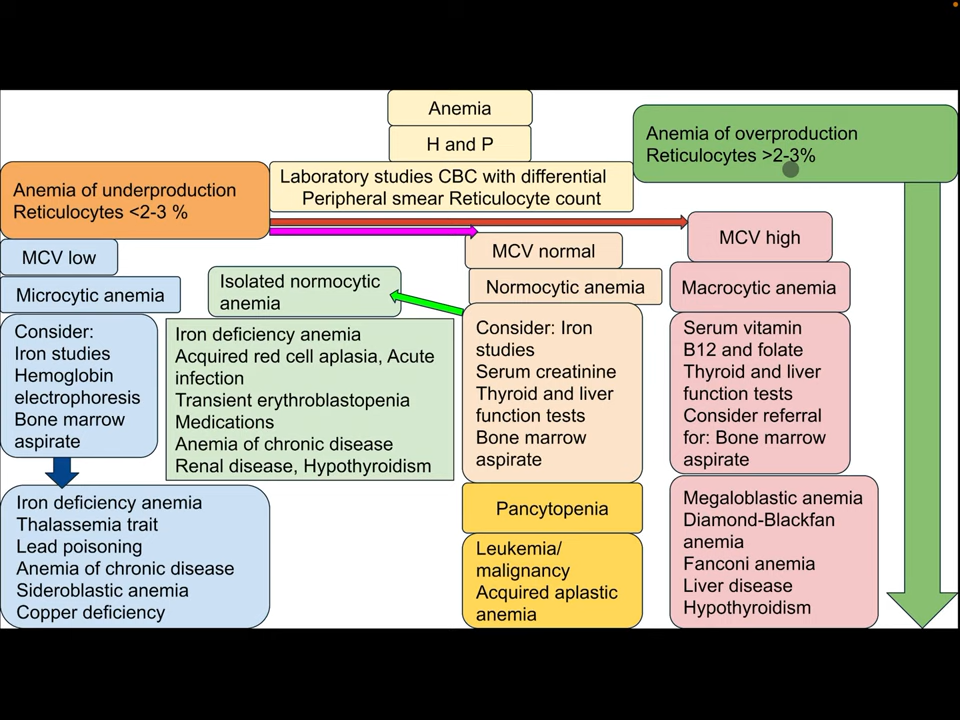 Anemia
H and P
Laboratory studies CBC with differential
Peripheral smear Reticulocyte count
Anemia of overproduction
Reticulocytes >2-3%
Anemia of underproduction
Reticulocytes <2-3 %
MCV low
Microcytic anemia
Consider:
Iron studies
Hemoglobin
electrophoresis
Bone marrow
aspirate
Iron deficiency anemia
Thalassemia trait
Lead poisoning
Anemia of chronic disease
Sideroblastic anemia
Copper deficiency
Isolated normocytic
anemia
Iron deficiency anemia
Acquired red cell aplasia, Acute
infection
Transient erythroblastopenia
Medications
Anemia of chronic disease
Renal disease, Hypothyroidism
MCV normal
Normocytic anemia
Consider: Iron
studies
Serum creatinine
Thyroid and liver
function tests
Bone marrow
aspirate
Pancytopenia
Leukemia/
malignancy
Acquired aplastic
anemia
MCV high
Macrocytic anemia
Serum vitamin
B12 and folate
Thyroid and liver
function tests
Consider referral
for: Bone marrow
aspirate
Megaloblastic anemia
Diamond-Blackfan
anemia
Fanconi anemia
Liver disease
Hypothyroidism